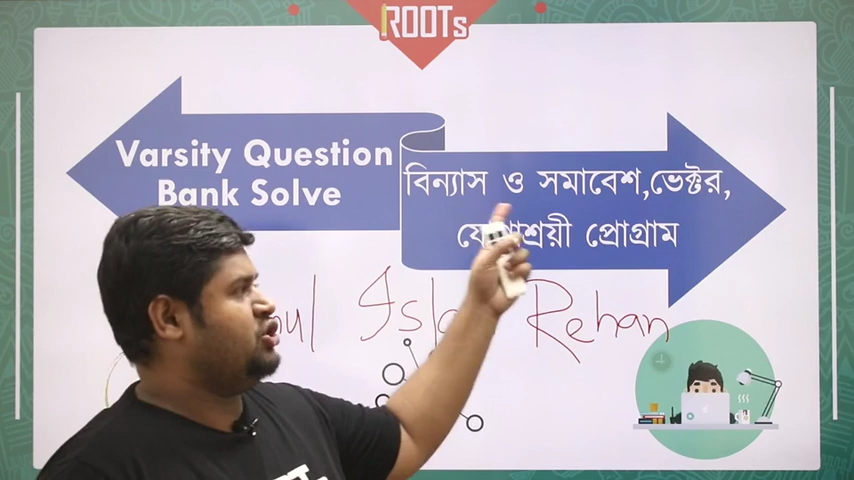 ROOTs
Varsity Question
Bank Solve
বিন্যাস ও সমাবেশ,ভেক্টর,
প্রোগ্রাম
Rehan